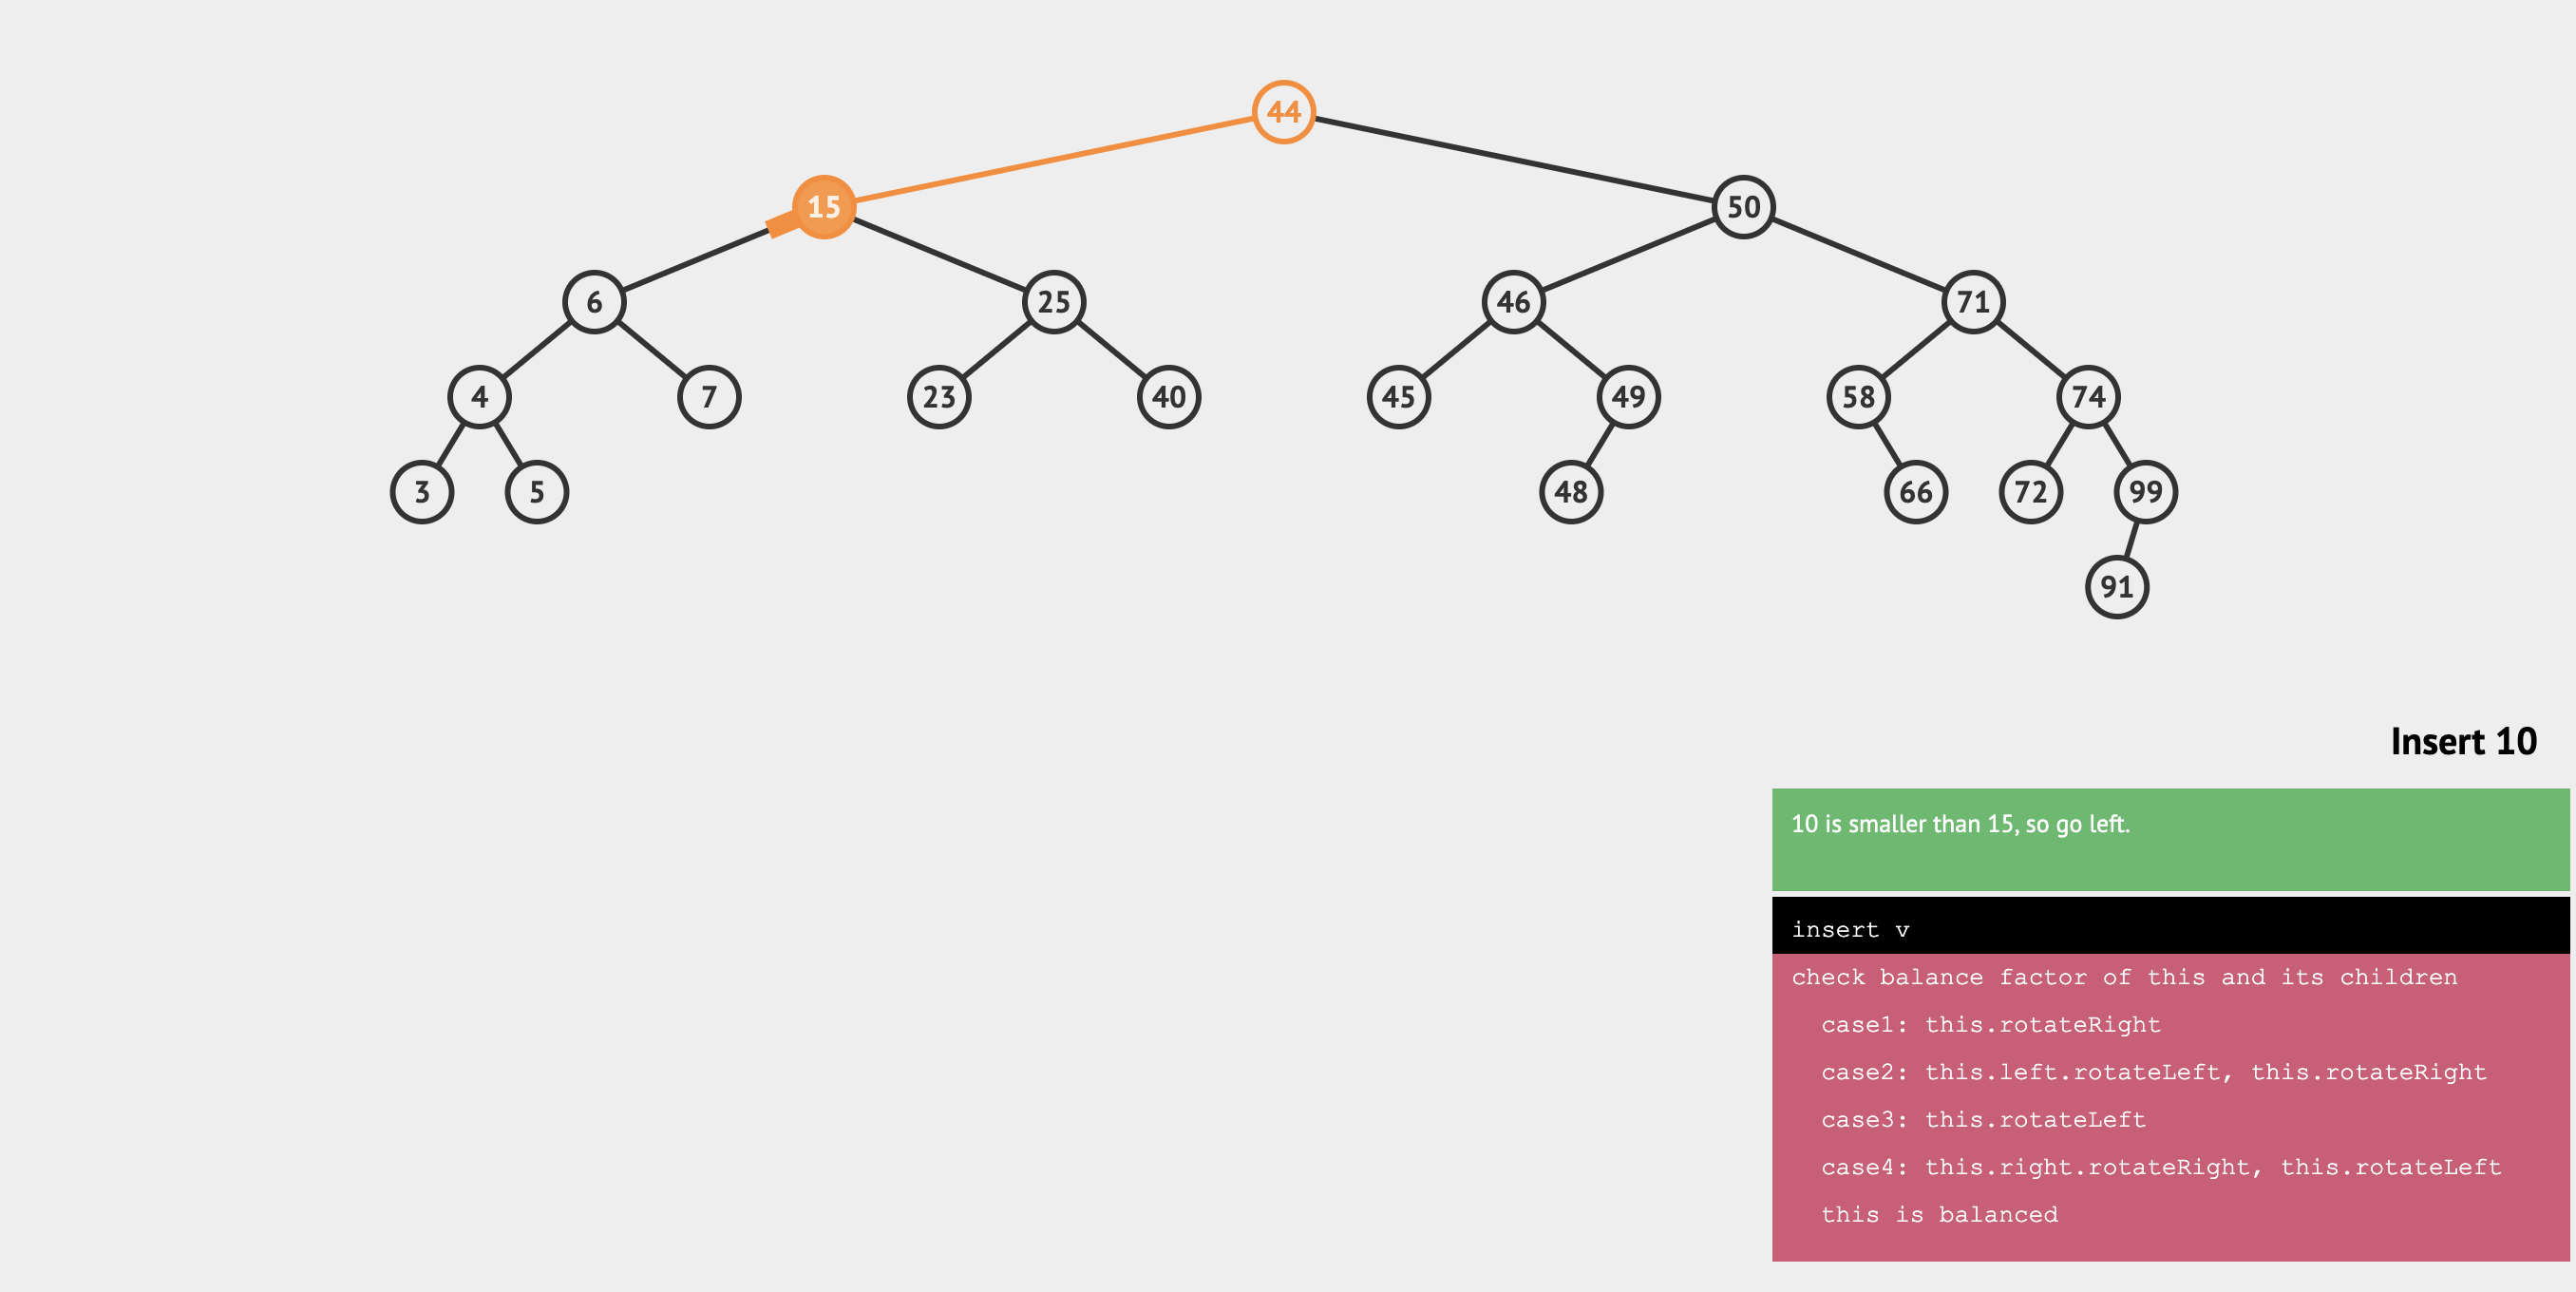 44
15
50
6
25
46
71
4
7
23
40
45
49
58
74
3
5
48
66
72
99
91
Insert 10
10 is smaller than 15, so go left.
insert v
check balance factor of this and its children
case1: this.rotateRight
case2: this.left.rotateLeft, this.rotateRight
case3: this.rotateLeft
case4: this.right.rotateRight, this.rotateLeft
this is balanced